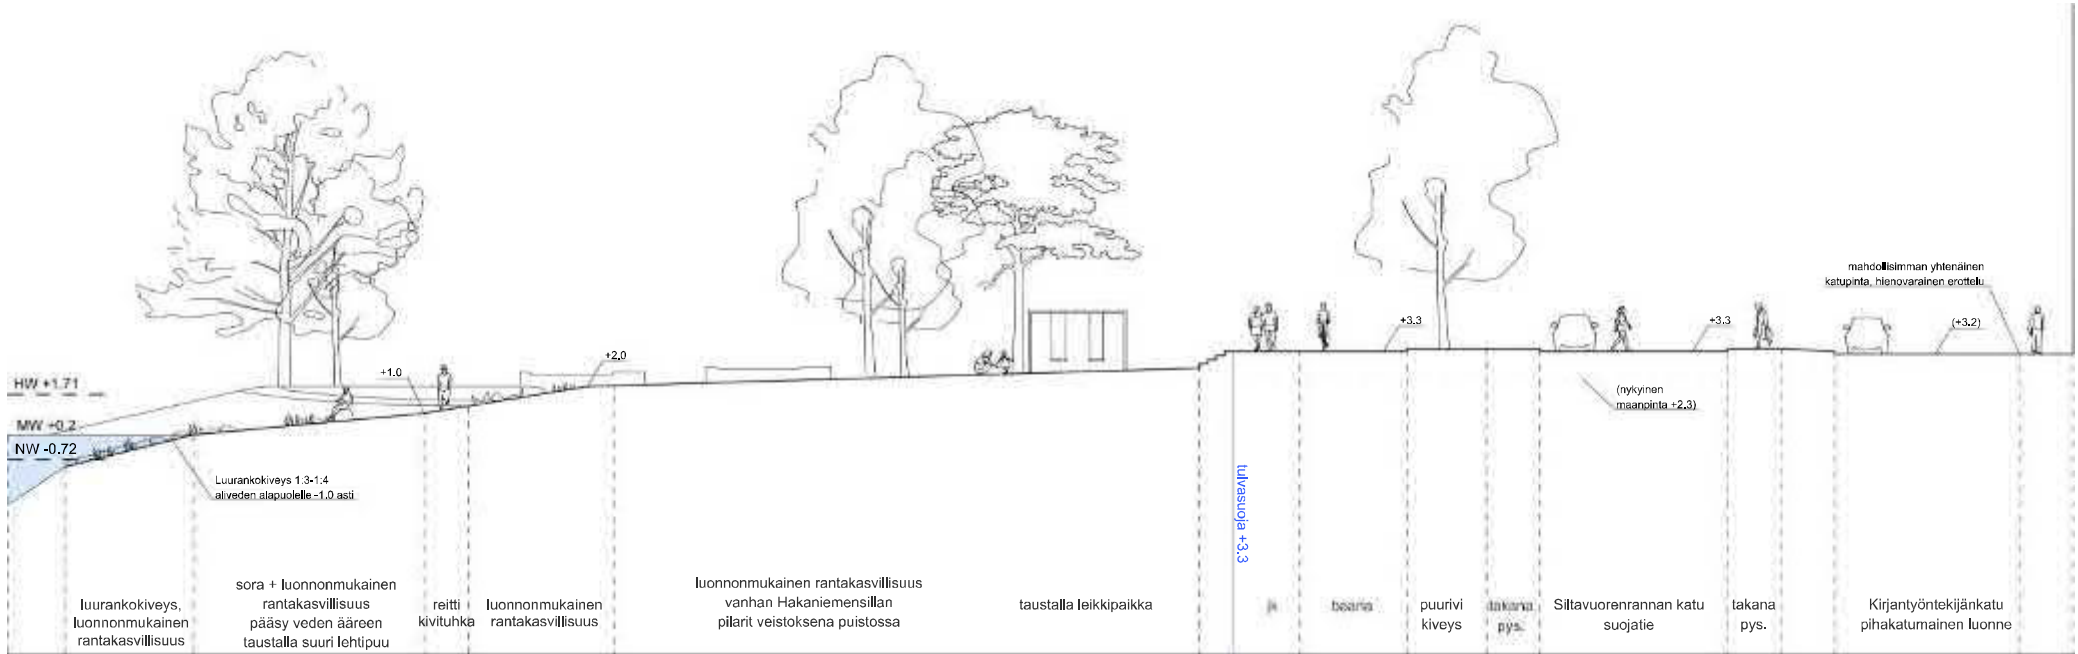 mahdollisimman yhtenäinen
katupinta, hienovarainen erottelu
+3.3
+3.3
(+3.2)
+2.0
+1.0
HW +1.71
(nykyinen
maanpinta +2.3)
MW +0.2
NW -0.72
Luurankokiveys 1:3-1:4
aliveden alapuolelle -1.0 asti
tulvasuoja +3.3
luurankokiveys,
luonnonmukainen
rantakasvillisuus
sora + luonnonmukainen
rantakasvillisuus
pääsy veden ääreen
taustalla suuri lehtipuu
reitti
kivituhka
luonnonmukainen
rantakasvillisuus
luonnonmukainen rantakasvillisuus
vanhan Hakaniemensillan
pilarit veistoksena puistossa
taustalla leikkipaikka
jk
baana
puurivi
kiveys
takana
pys.
Siltavuorenrannan katu
suojatie
takana
pys.
Kirjantyöntekijänkatu
pihakatumainen luonne